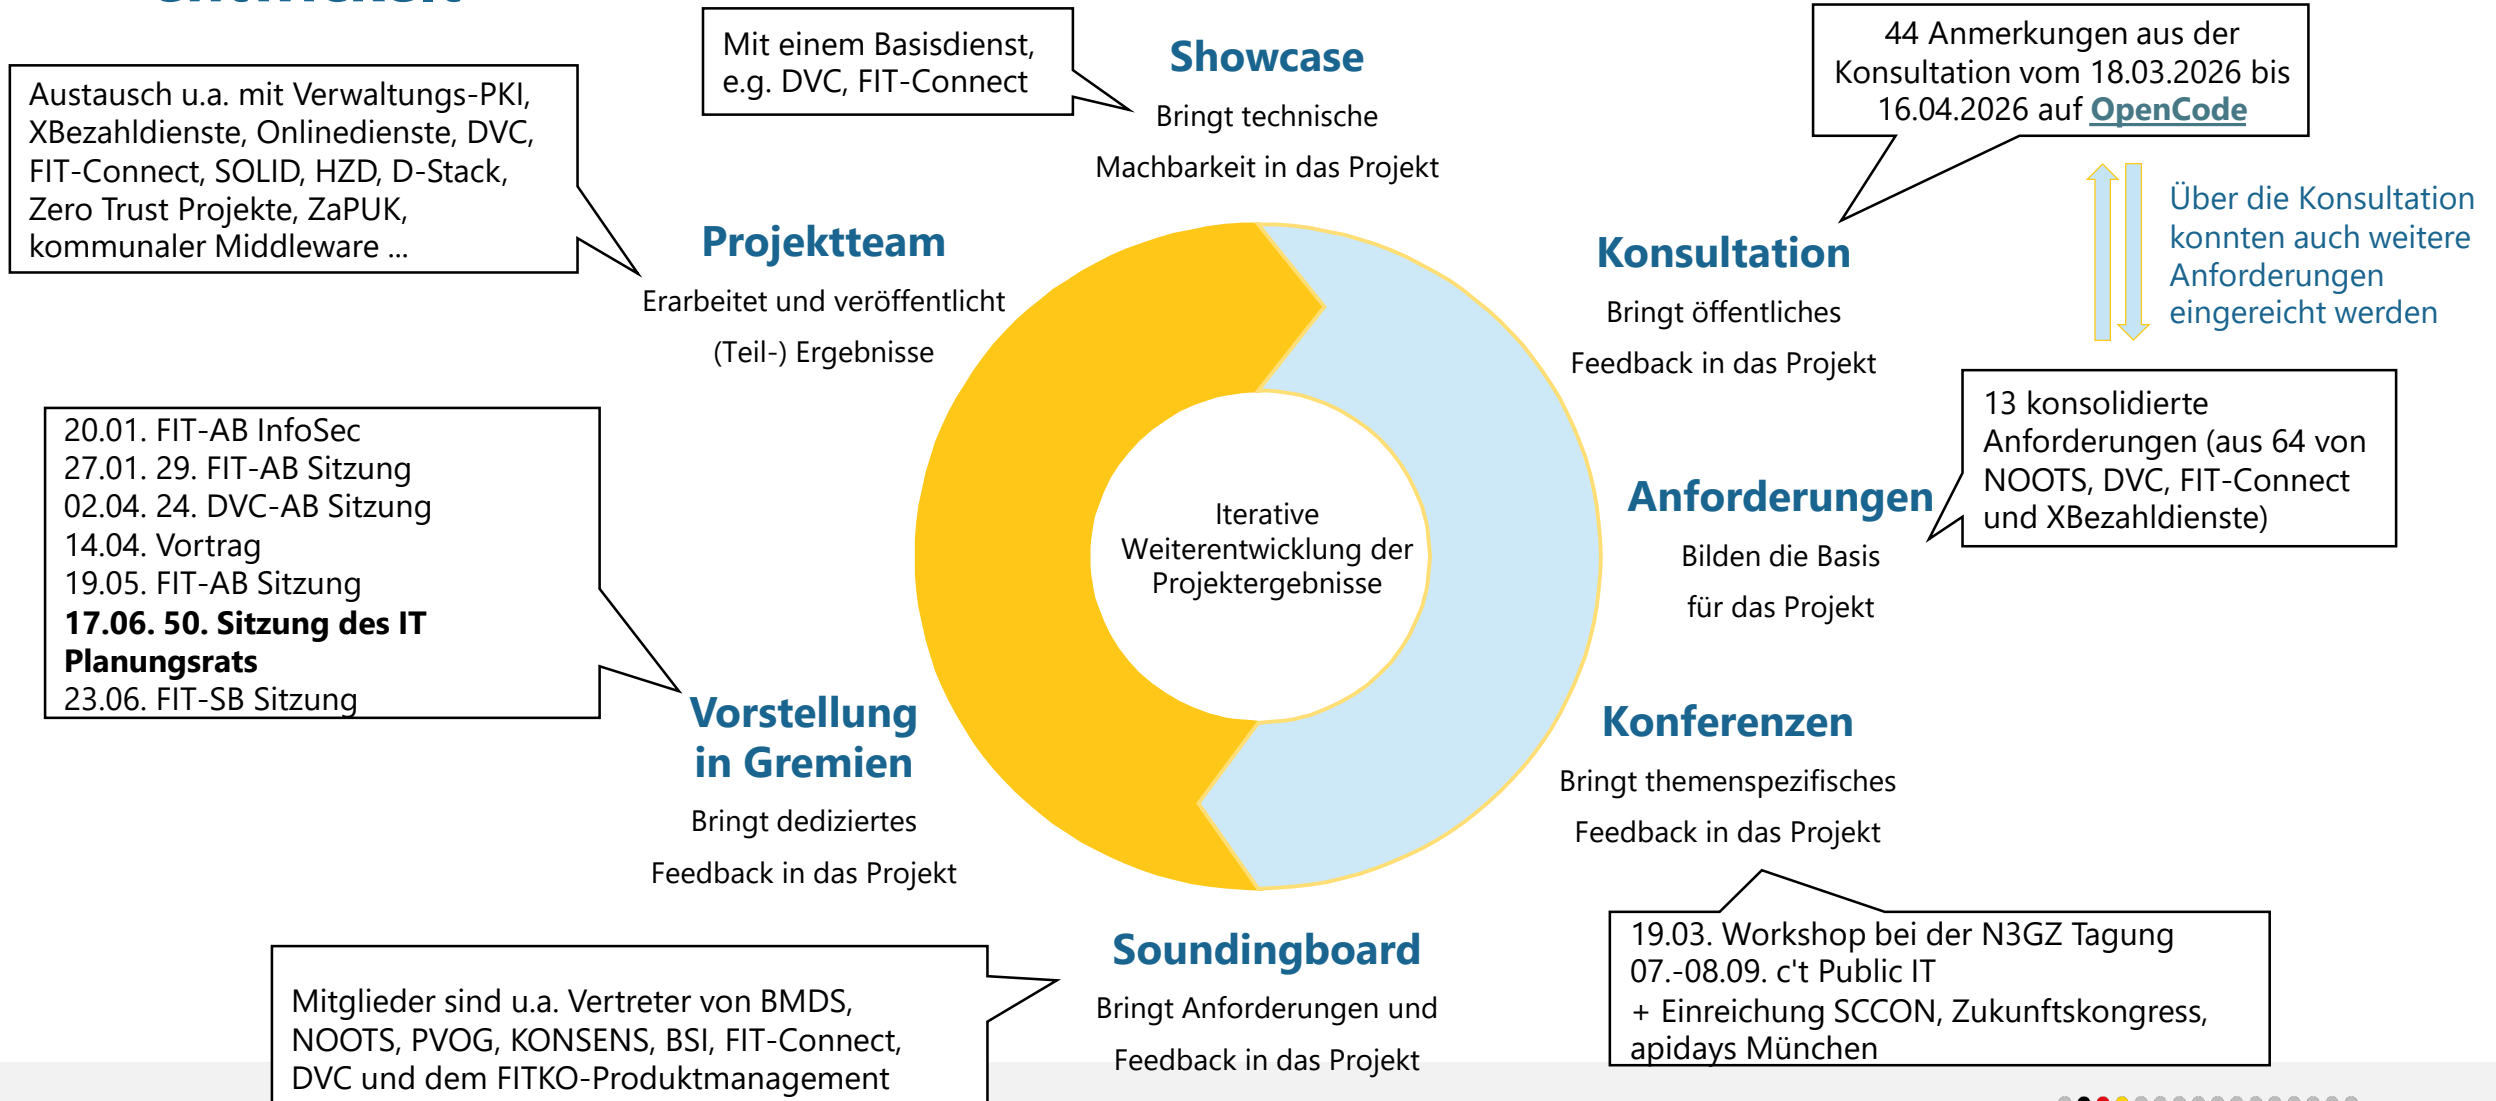 Mit einem Basisdienst,
e.g. DVC, FIT-Connect
Showcase
Bringt technische
Machbarkeit in das Projekt
44 Anmerkungen aus der
Konsultation vom 18.03.2026 bis
16.04.2026 auf OpenCode
Austausch u.a. mit Verwaltungs-PKI,
XBezahldienste, Onlinedienste, DVC,
FIT-Connect, SOLID, HZD, D-Stack,
Zero Trust Projekte, ZaPUK,
kommunaler Middleware ...
Projektteam
Erarbeitet und veröffentlicht
(Teil-) Ergebnisse
Konsultation
Bringt öffentliches
Feedback in das Projekt
Über die Konsultation
konnten auch weitere
Anforderungen
eingereicht werden
20.01. FIT-AB InfoSec
27.01. 29. FIT-AB Sitzung
02.04. 24. DVC-AB Sitzung
14.04. Vortrag
19.05. FIT-AB Sitzung
17.06. 50. Sitzung des IT
Planungsrats
23.06. FIT-SB Sitzung
Iterative
Weiterentwicklung der
Projektergebnisse
Anforderungen
Bilden die Basis
für das Projekt
13 konsolidierte
Anforderungen (aus 64 von
NOOTS, DVC, FIT-Connect
und XBezahldienste)
Vorstellung
in Gremien
Bringt dediziertes
Feedback in das Projekt
Konferenzen
Bringt themenspezifisches
Feedback in das Projekt
19.03. Workshop bei der N3GZ Tagung
07.-08.09. c't Public IT
+ Einreichung SCCON, Zukunftskongress,
apidays München
Soundingboard
Bringt Anforderungen und
Feedback in das Projekt
Mitglieder sind u.a. Vertreter von BMDS,
NOOTS, PVOG, KONSENS, BSI, FIT-Connect,
DVC und dem FITKO-Produktmanagement